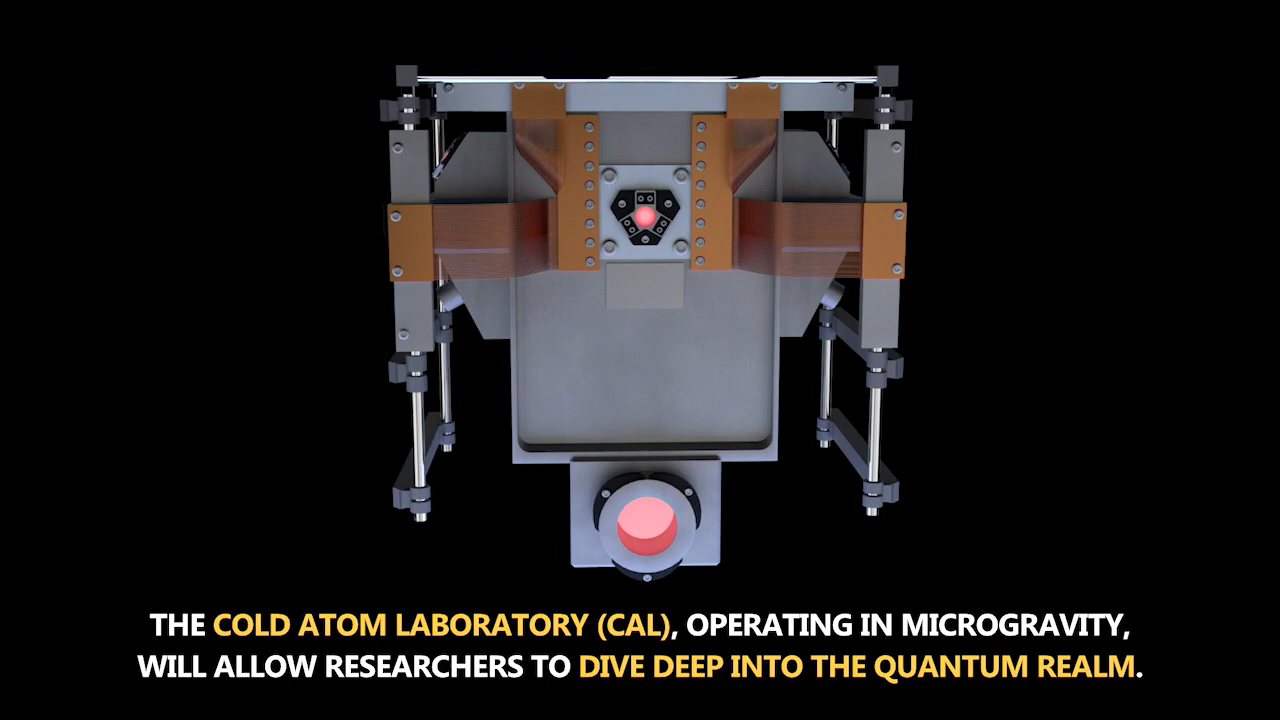 THE COLD ATOM LABORATORY (CAL), OPERATING IN MICROGRAVITY,
WILL ALLOW RESEARCHERS TO DIVE DEEP INTO THE QUANTUM REALM.